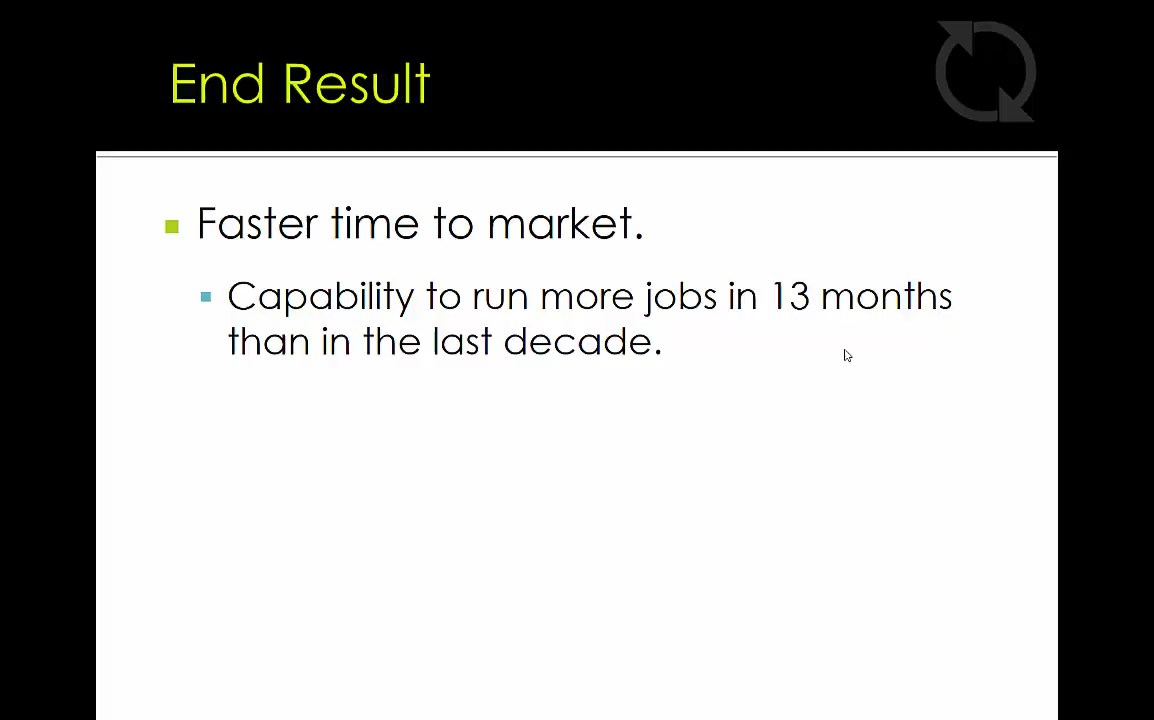 End Result
Faster time to market.
Capability to run more jobs in 13 months
than in the last decade.